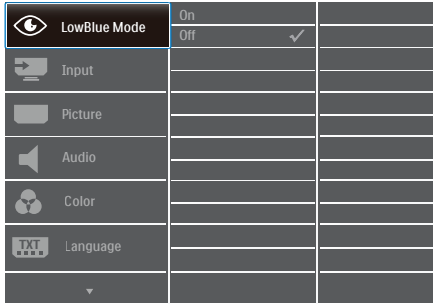 LowBlue Mode
On
Off
Input
Picture
Audio
Color
TXT
Language